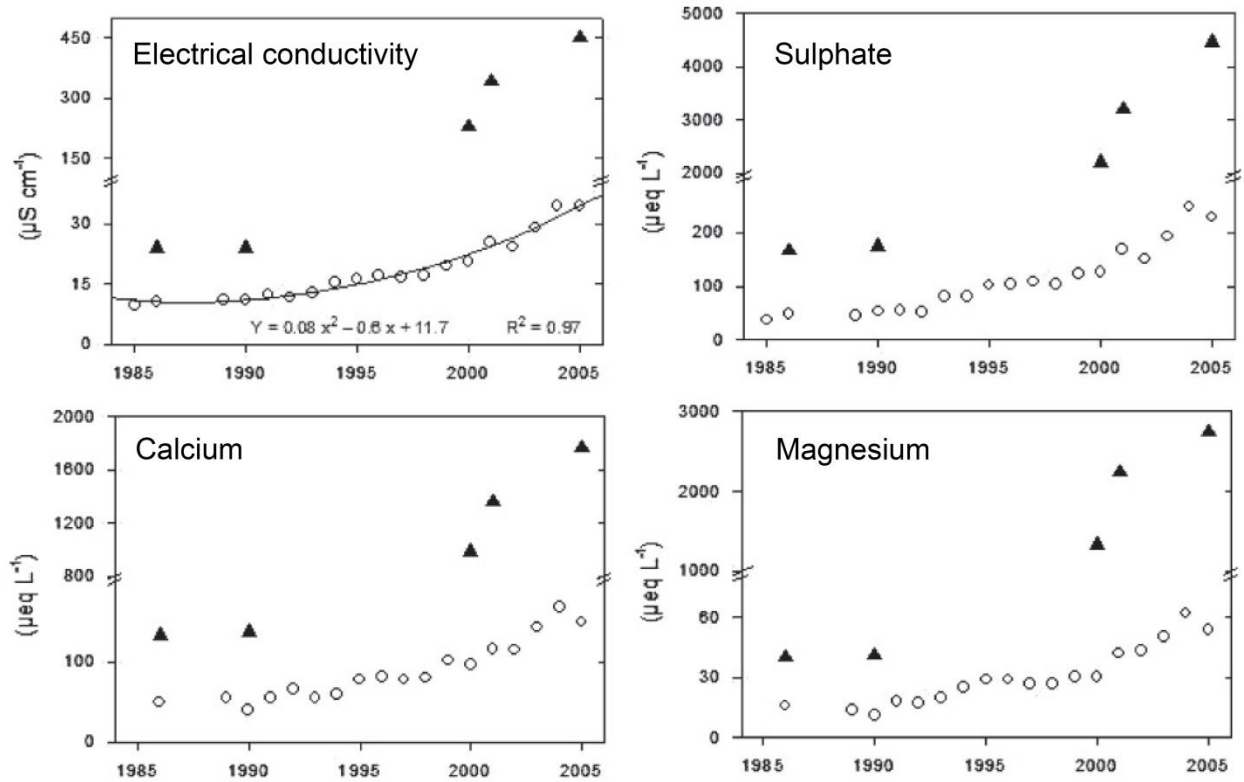 Electrical conductivity
450
300
150
30
15
0
(µS cm⁻¹)
Y = 0.08 x² – 0.6 x + 11.7
R² = 0.97
1985 1990 1995 2000 2005
Sulphate
5000
4000
3000
2000
200
100
0
(µeq L⁻¹)
1985 1990 1995 2000 2005
Calcium
2000
1600
1200
800
100
0
(µeq L⁻¹)
1985 1990 1995 2000 2005
Magnesium
3000
2000
1000
60
30
0
(µeq L⁻¹)
1985 1990 1995 2000 2005